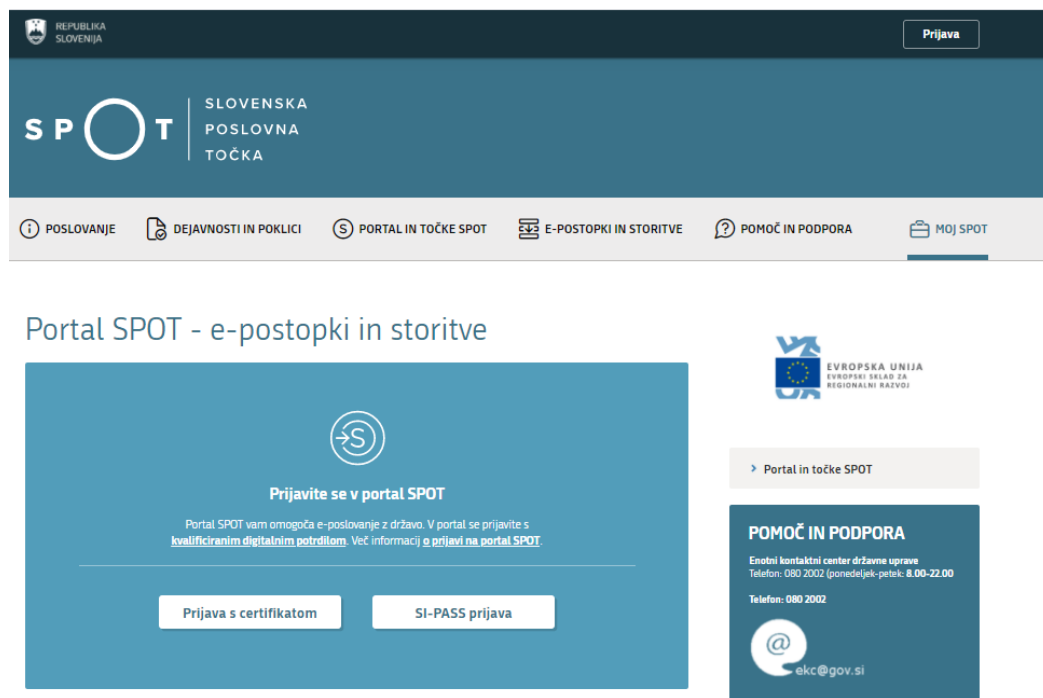 REPUBLIKA
SLOVENIJA
Prijava
SPOT
SLOVENSKA
POSLOVNA
TOČKA
POSLOVANJE
DEJAVNOSTI IN POKLICI
S
PORTAL IN TOČKE SPOT
E-POSTOPKI IN STORITVE
POMOČ IN PODPORA
MOJ SPOT
Portal SPOT - e-postopki in storitve
S
Prijavite se v portal SPOT
Portal SPOT vam omogoča e-poslovanje z državo. V portal se prijavite s
kvalificiranim digitalnim potrdilom. Več informacij o prijavi na portal SPOT.
Prijava s certifikatom
SI-PASS prijava
EVROPSKA UNIJA
EVROPSKI SKLAD ZA
REGIONALNI RAZVOJ
Portal in točke SPOT
POMOČ IN PODPORA
Enotni kontaktni center državne uprave
Telefon: 080 2002 (ponedeljek-petek: 8.00-22.00
Telefon: 080 2002
@
ekc@gov.si